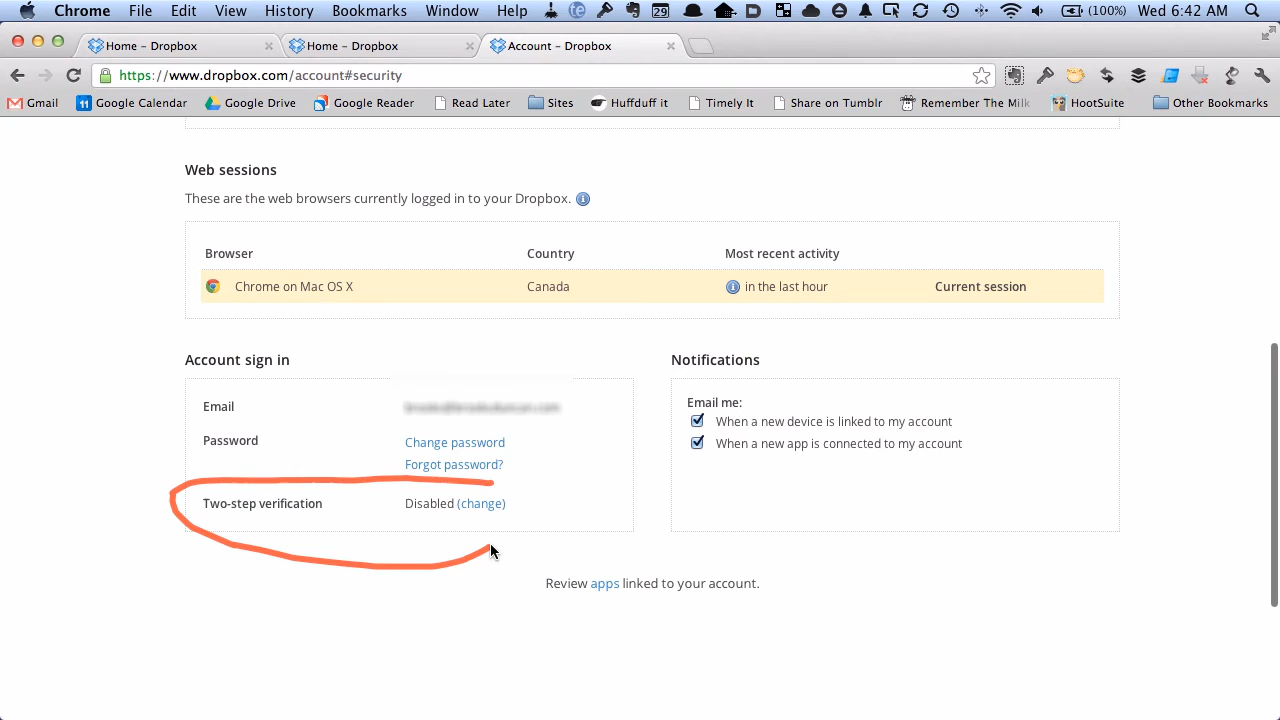 Chrome File Edit View History Bookmarks Window Help 29 (100%) Wed 6:42 AM
Home – Dropbox Home – Dropbox Account – Dropbox
https://www.dropbox.com/account#security
Gmail 11 Google Calendar Google Drive Google Reader Read Later Sites Huffduff it Timely It Share on Tumblr Remember The Milk HootSuite Other Bookmarks
Web sessions
These are the web browsers currently logged in to your Dropbox.
Browser Country Most recent activity
Chrome on Mac OS X Canada in the last hour Current session
Account sign in
Email
Password Change password
Forgot password?
Two-step verification Disabled (change)
Notifications
Email me:
When a new device is linked to my account
When a new app is connected to my account
Review apps linked to your account.